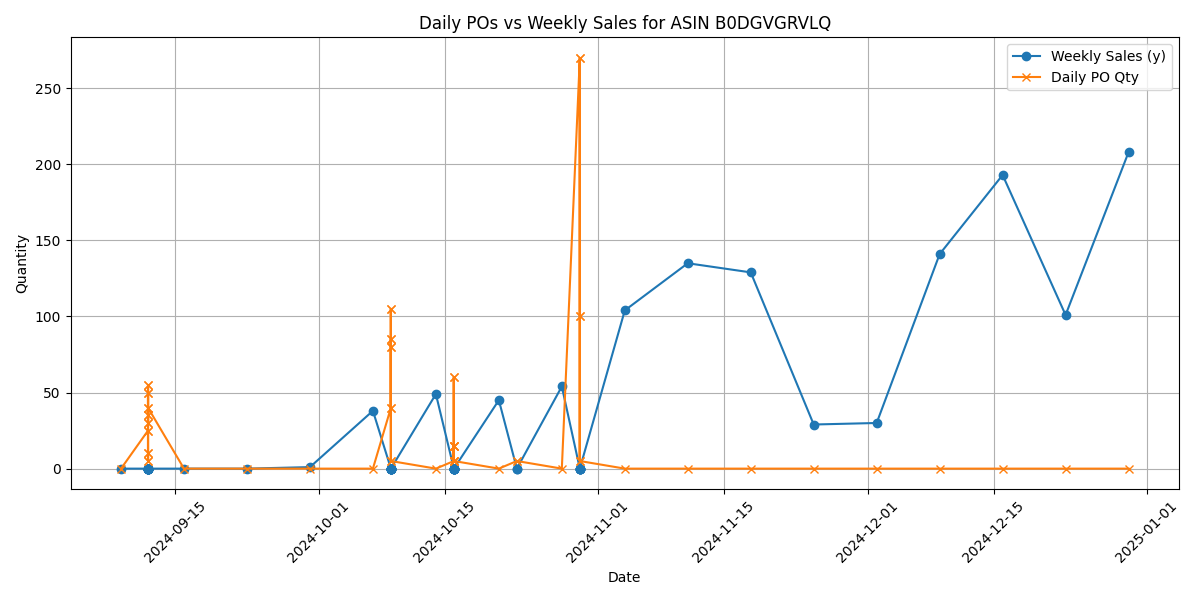 Daily POs vs Weekly Sales for ASIN B0DGVGRVLQ
Weekly Sales (y)
Daily PO Qty
Quantity
250
200
150
100
50
0
2024-09-15
2024-10-01
2024-10-15
2024-11-01
2024-11-15
2024-12-01
2024-12-15
2025-01-01
Date